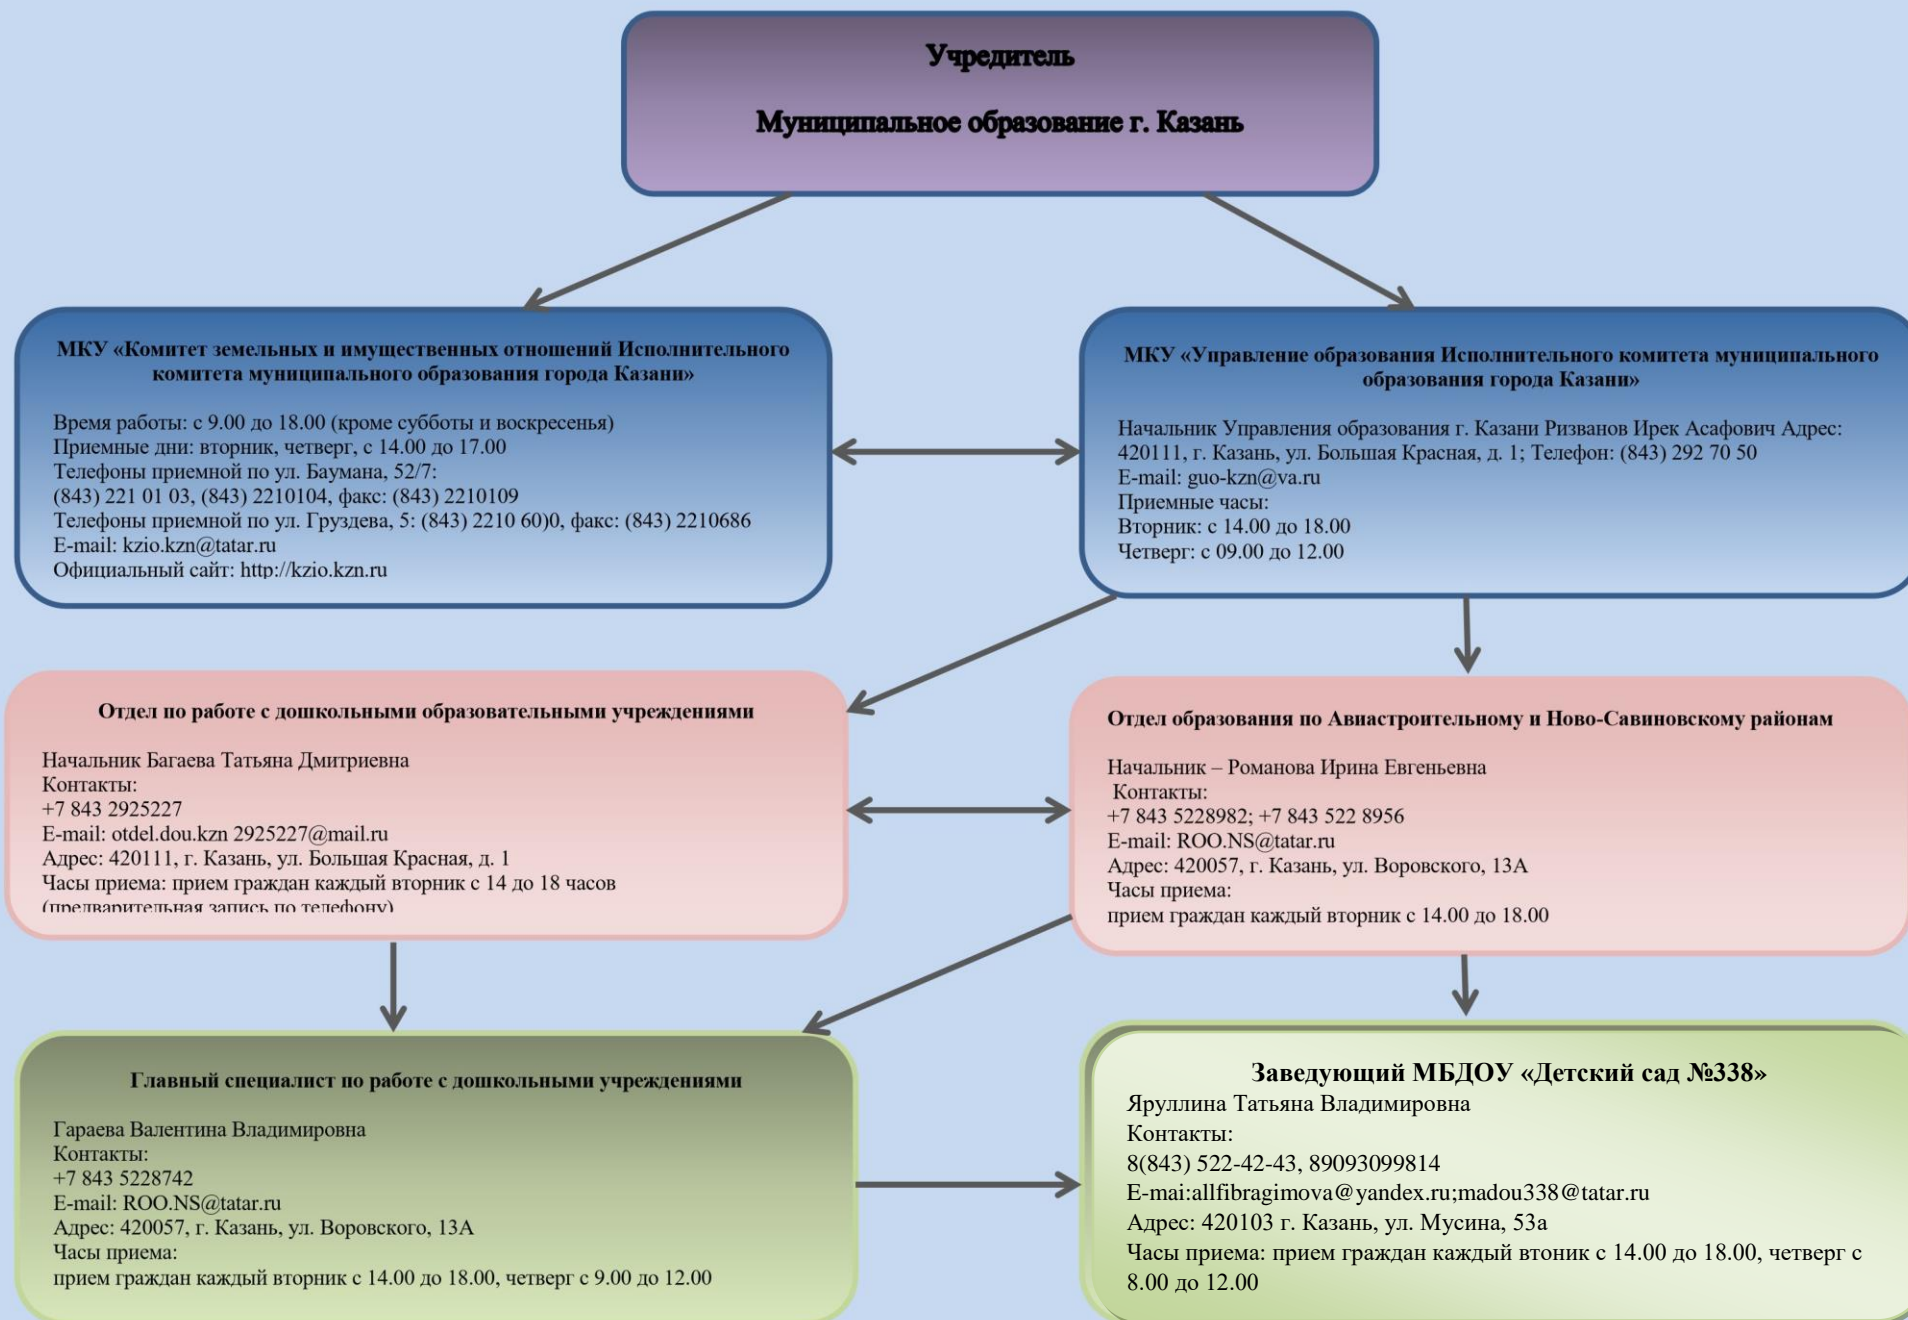 Учредитель
Муниципальное образование г. Казань
МКУ «Комитет земельных и имущественных отношений Исполнительного
комитета муниципального образования города Казани»
Время работы: с 9.00 до 18.00 (кроме субботы и воскресенья)
Приемные дни: вторник, четверг, с 14.00 до 17.00
Телефоны приемной по ул. Баумана, 52/7:
(843) 221 01 03, (843) 2210104, факс: (843) 2210109
Телефоны приемной по ул. Груздева, 5: (843) 2210 60)0, факс: (843) 2210686
E-mail: kzio.kzn@tatar.ru
Официальный сайт: http://kzio.kzn.ru
МКУ «Управление образования Исполнительного комитета муниципального
образования города Казани»
Начальник Управления образования г. Казани Ризванов Ирек Асафович Адрес:
420111, г. Казань, ул. Большая Красная, д. 1; Телефон: (843) 292 70 50
E-mail: guo-kzn@va.ru
Приемные часы:
Вторник: с 14.00 до 18.00
Четверг: с 09.00 до 12.00
Отдел по работе с дошкольными образовательными учреждениями
Начальник Багаева Татьяна Дмитриевна
Контакты:
+7 843 2925227
E-mail: otdel.dou.kzn 2925227@mail.ru
Адрес: 420111, г. Казань, ул. Большая Красная, д. 1
Часы приема: прием граждан каждый вторник с 14 до 18 часов
(предварительная запись по телефону)
Отдел образования по Авиастроительному и Ново-Савиновскому районам
Начальник – Романова Ирина Евгеньевна
Контакты:
+7 843 5228982; +7 843 522 8956
E-mail: ROO.NS@tatar.ru
Адрес: 420057, г. Казань, ул. Воровского, 13А
Часы приема:
прием граждан каждый вторник с 14.00 до 18.00
Главный специалист по работе с дошкольными учреждениями
Гараева Валентина Владимировна
Контакты:
+7 843 5228742
E-mail: ROO.NS@tatar.ru
Адрес: 420057, г. Казань, ул. Воровского, 13А
Часы приема:
прием граждан каждый вторник с 14.00 до 18.00, четверг с 9.00 до 12.00
Заведующий МБДОУ «Детский сад №338»
Яруллина Татьяна Владимировна
Контакты:
8(843) 522-42-43, 89093099814
E-mai:allfibragimova@yandex.ru;madou338@tatar.ru
Адрес: 420103 г. Казань, ул. Мусина, 53а
Часы приема: прием граждан каждый втоник с 14.00 до 18.00, четверг с
8.00 до 12.00